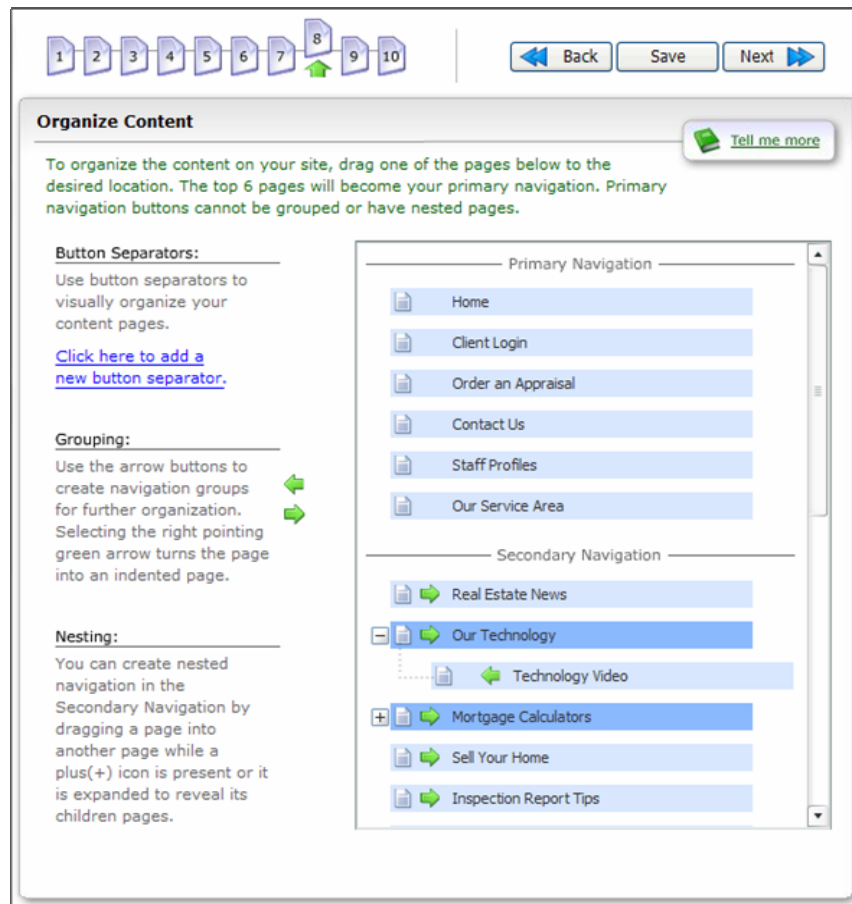 1 2 3 4 5 6 7 8 9 10
Back Save Next
Organize Content
Tell me more
To organize the content on your site, drag one of the pages below to the
desired location. The top 6 pages will become your primary navigation. Primary
navigation buttons cannot be grouped or have nested pages.
Button Separators:
Use button separators to
visually organize your
content pages.
Click here to add a
new button separator.
Grouping:
Use the arrow buttons to
create navigation groups
for further organization.
Selecting the right pointing
green arrow turns the page
into an indented page.
Nesting:
You can create nested
navigation in the
Secondary Navigation by
dragging a page into
another page while a
plus(+) icon is present or it
is expanded to reveal its
children pages.
Primary Navigation
Home
Client Login
Order an Appraisal
Contact Us
Staff Profiles
Our Service Area
Secondary Navigation
Real Estate News
Our Technology
Technology Video
Mortgage Calculators
Sell Your Home
Inspection Report Tips